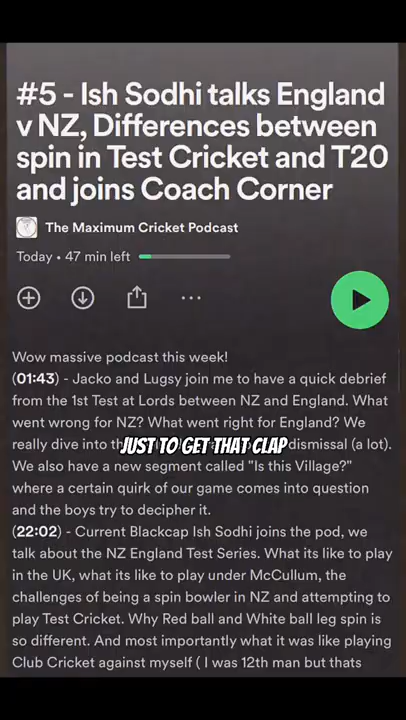 #5 - Ish Sodhi talks England
v NZ, Differences between
spin in Test Cricket and T20
and joins Coach Corner
The Maximum Cricket Podcast
Today • 47 min left
Wow massive podcast this week!
(01:43) - Jacko and Lugsy join me to have a quick debrief
from the 1st Test at Lords between NZ and England. What
went wrong for NZ? What went right for England? We
really dive into
JUST TO GET THAT CLAP
dismissal (a lot).
We also have a new segment called "Is this Village?"
where a certain quirk of our game comes into question
and the boys try to decipher it.
(22:02) - Current Blackcap Ish Sodhi joins the pod, we
talk about the NZ England Test Series. What its like to play
in the UK, what its like to play under McCullum, the
challenges of being a spin bowler in NZ and attempting to
play Test Cricket. Why Red ball and White ball leg spin is
so different. And most importantly what it was like playing
Club Cricket against myself ( I was 12th man but thats